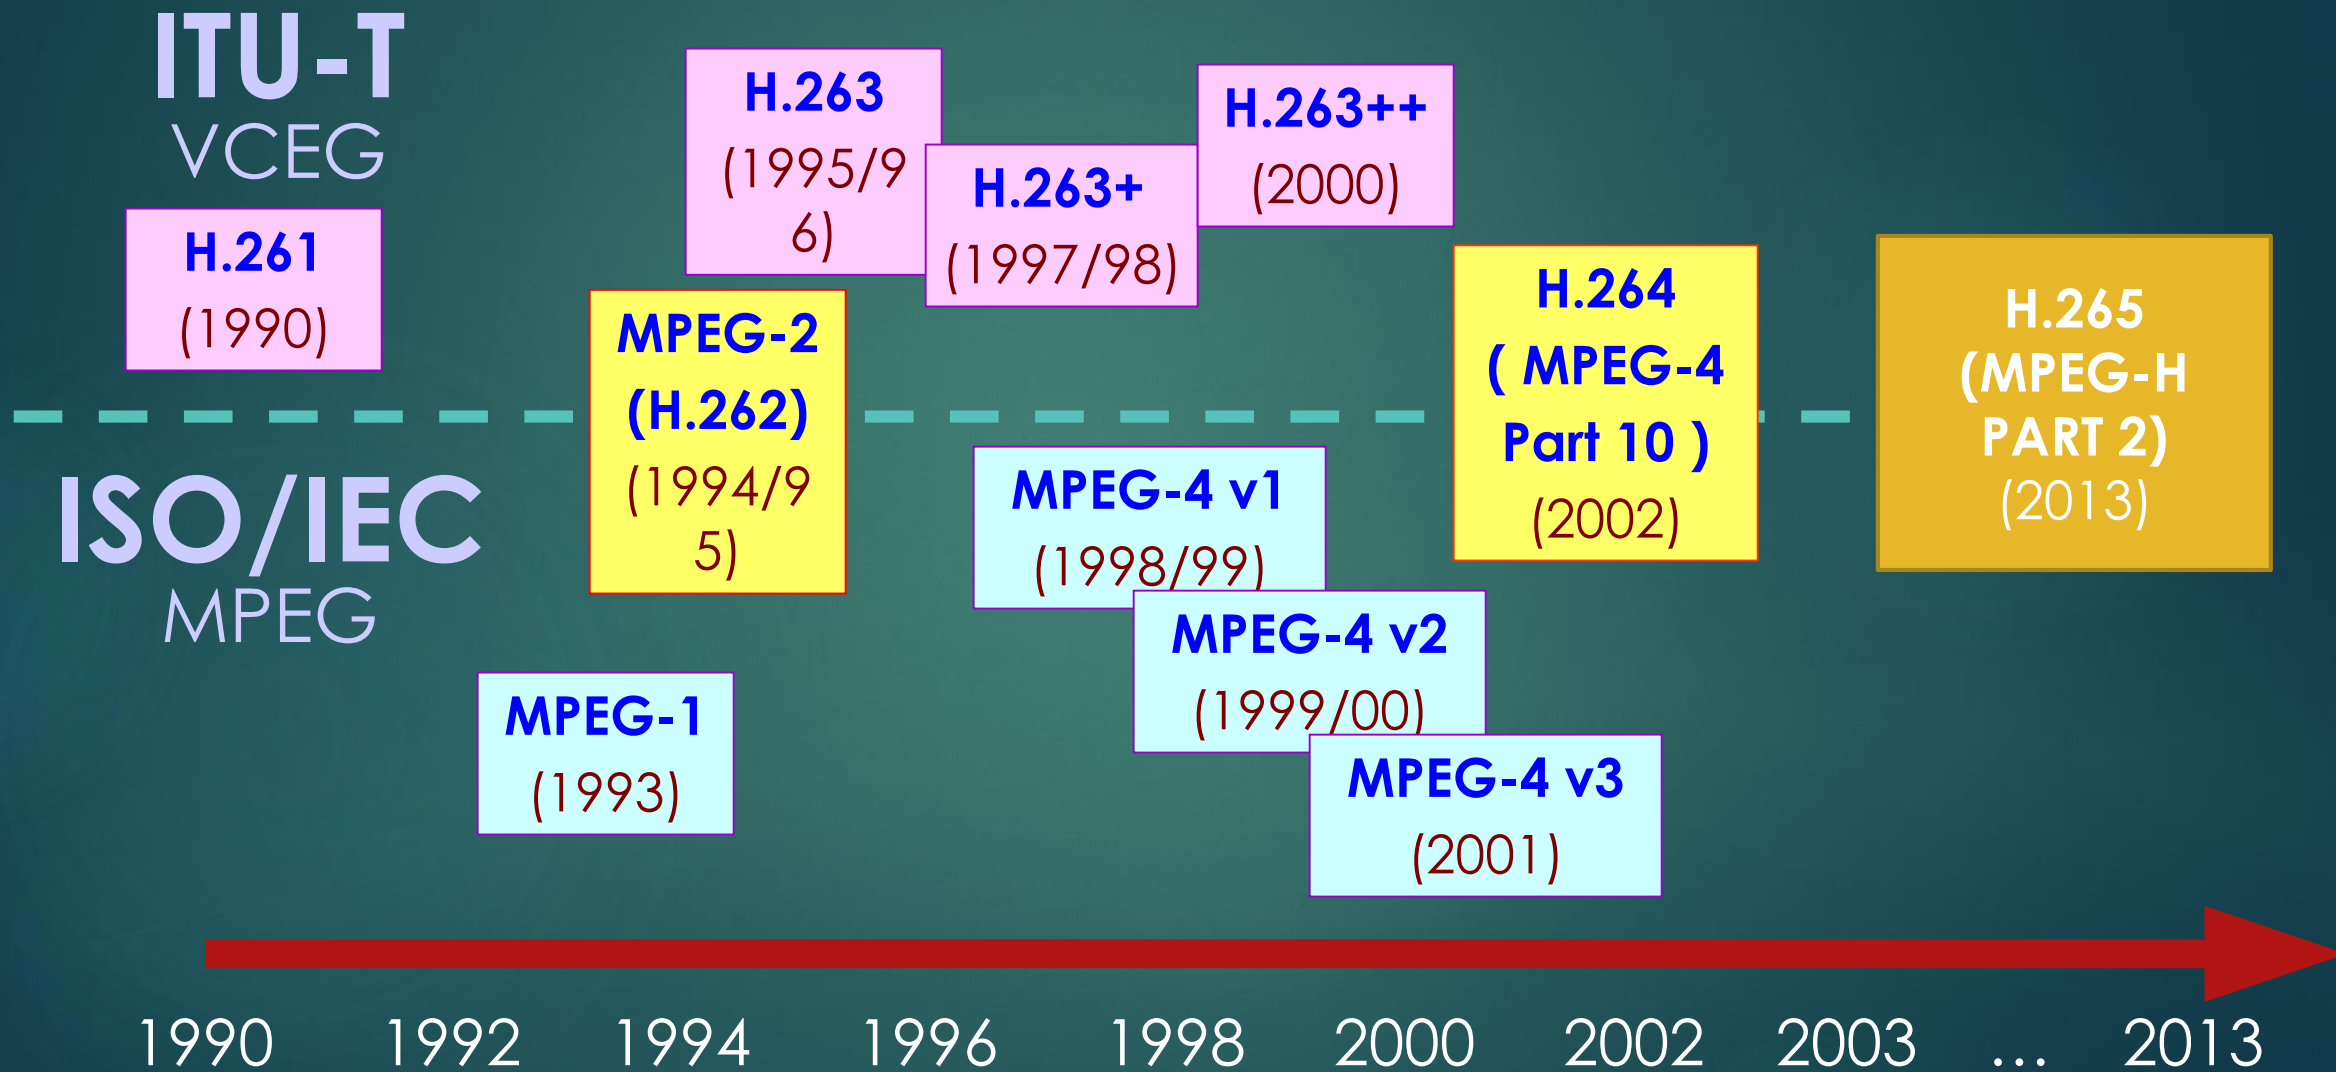 ITU-T
VCEG
H.261
(1990)
H.263
(1995/9
6)
H.263+
(1997/98)
H.263++
(2000)
MPEG-2
(H.262)
(1994/9
5)
H.264
( MPEG-4
Part 10 )
(2002)
H.265
(MPEG-H
PART 2)
(2013)
ISO/IEC
MPEG
MPEG-1
(1993)
MPEG-4 v1
(1998/99)
MPEG-4 v2
(1999/00)
MPEG-4 v3
(2001)
1990 1992 1994 1996 1998 2000 2002 2003 ... 2013